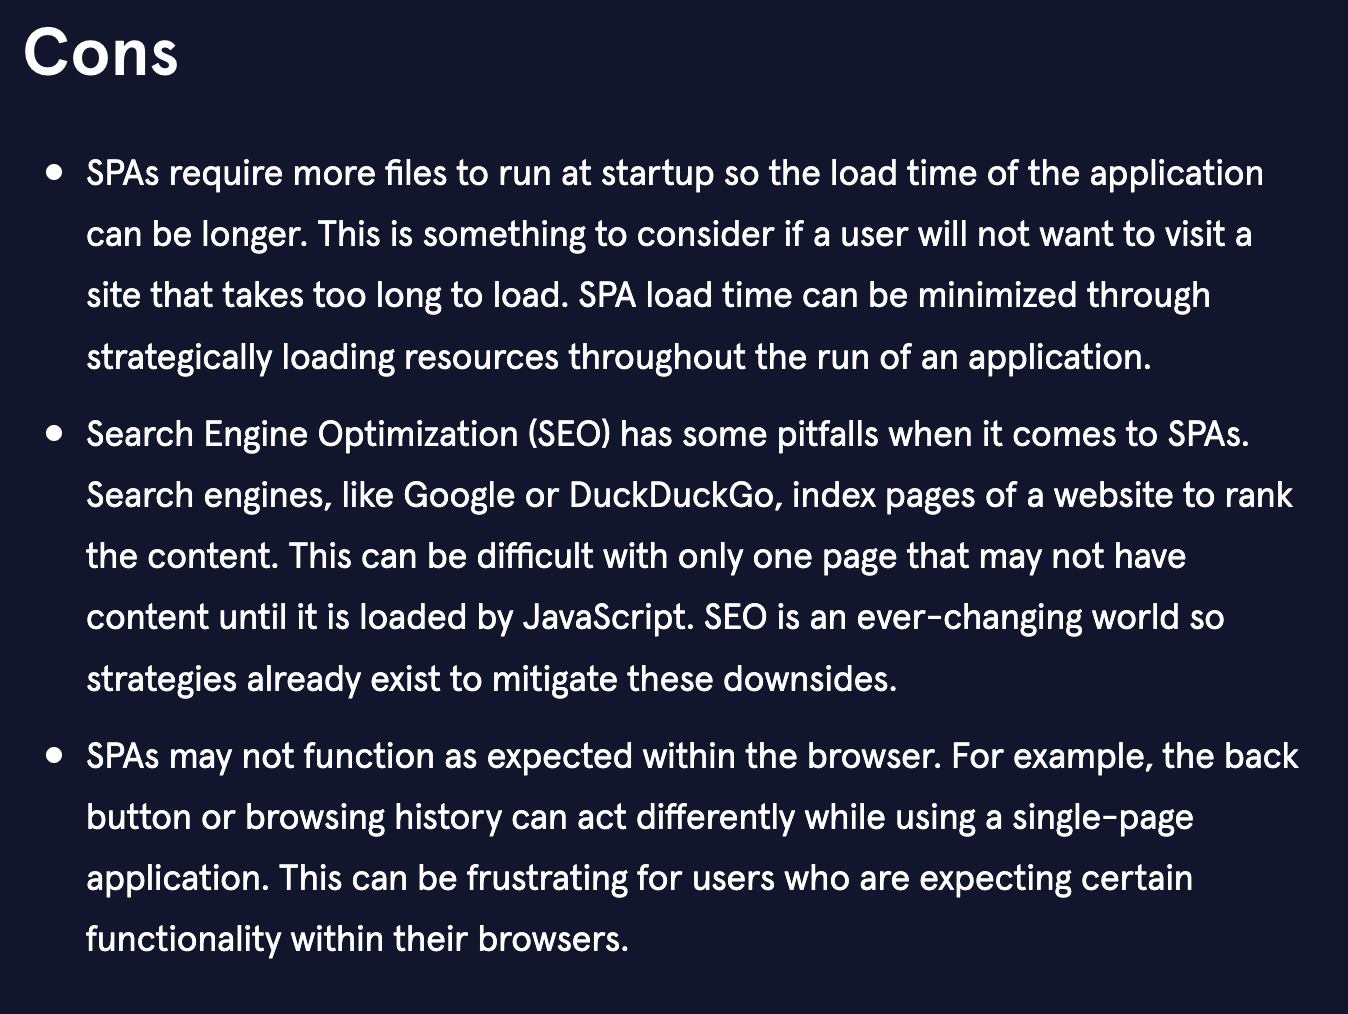 Cons
• SPAs require more files to run at startup so the load time of the application
can be longer. This is something to consider if a user will not want to visit a
site that takes too long to load. SPA load time can be minimized through
strategically loading resources throughout the run of an application.
• Search Engine Optimization (SEO) has some pitfalls when it comes to SPAs.
Search engines, like Google or DuckDuckGo, index pages of a website to rank
the content. This can be difficult with only one page that may not have
content until it is loaded by JavaScript. SEO is an ever-changing world so
strategies already exist to mitigate these downsides.
• SPAs may not function as expected within the browser. For example, the back
button or browsing history can act differently while using a single-page
application. This can be frustrating for users who are expecting certain
functionality within their browsers.